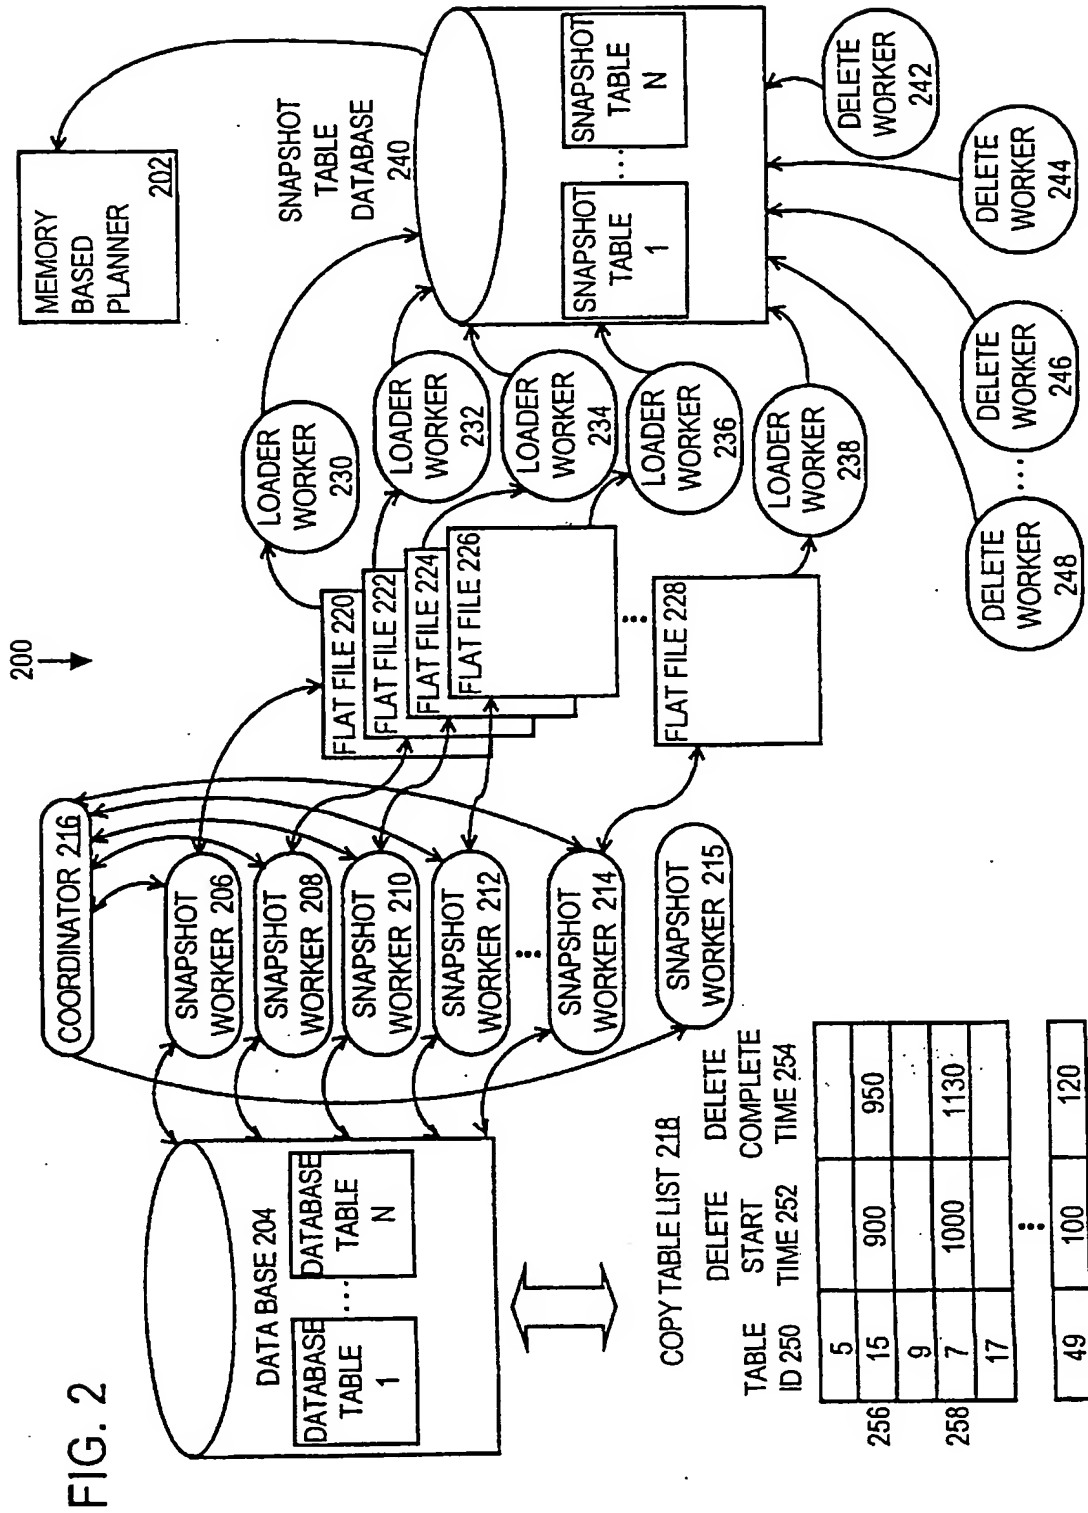 FIG. 2
200
COORDINATOR 216
DATA BASE 204
DATABASE
TABLE
1
....
DATABASE
TABLE
N
SNAPSHOT
WORKER 206
SNAPSHOT
WORKER 208
SNAPSHOT
WORKER 210
SNAPSHOT
WORKER 212
SNAPSHOT
WORKER 214
SNAPSHOT
WORKER 215
FLAT FILE 220
FLAT FILE 222
FLAT FILE 224
FLAT FILE 226
FLAT FILE 228
LOADER
WORKER
230
LOADER
WORKER
232
LOADER
WORKER
234
LOADER
WORKER
236
LOADER
WORKER
238
MEMORY
BASED
PLANNER
202
SNAPSHOT
TABLE
DATABASE
240
SNAPSHOT
TABLE
1
.....
SNAPSHOT
TABLE
N
DELETE
WORKER
242
DELETE
WORKER
244
DELETE
WORKER
246
....
DELETE
WORKER
248
COPY TABLE LIST 218
TABLE
ID 250
DELETE
START
TIME 252
DELETE
COMPLETE
TIME 254
5
256 15 900 950
9
258 7 1000 1130
17
49 100 120